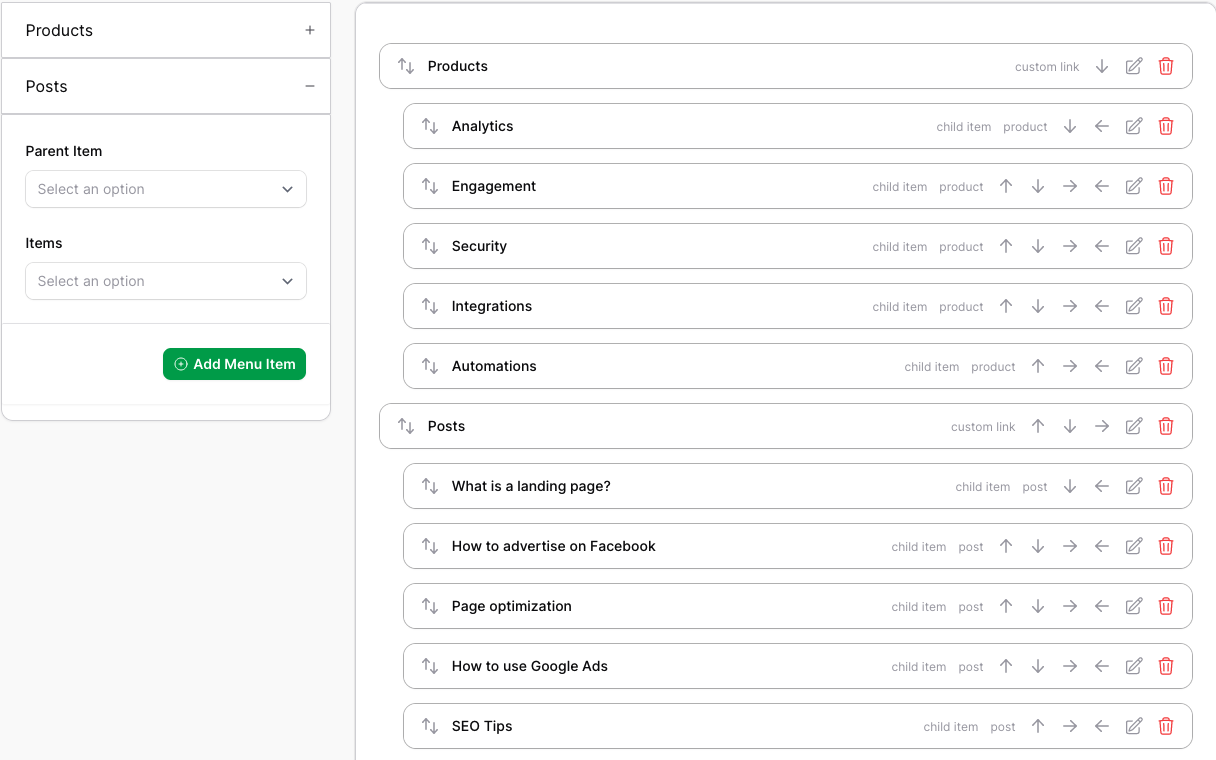 Products
Posts
Parent Item
Select an option
Items
Select an option
Add Menu Item
Products custom link
Analytics child item product
Engagement child item product
Security child item product
Integrations child item product
Automations child item product
Posts custom link
What is a landing page? child item post
How to advertise on Facebook child item post
Page optimization child item post
How to use Google Ads child item post
SEO Tips child item post